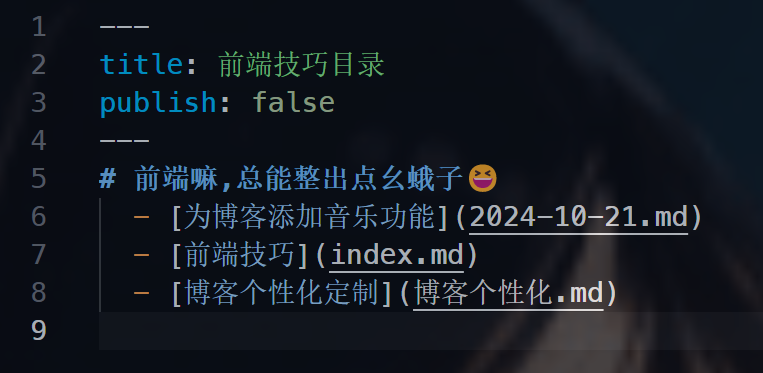 1 ---
2 title: 前端技巧目录
3 publish: false
4 ---
5 # 前端嘛,总能整出点幺蛾子😆
6   - [为博客添加音乐功能](2024-10-21.md)
7   - [前端技巧](index.md)
8   - [博客个性化定制](博客个性化.md)
9